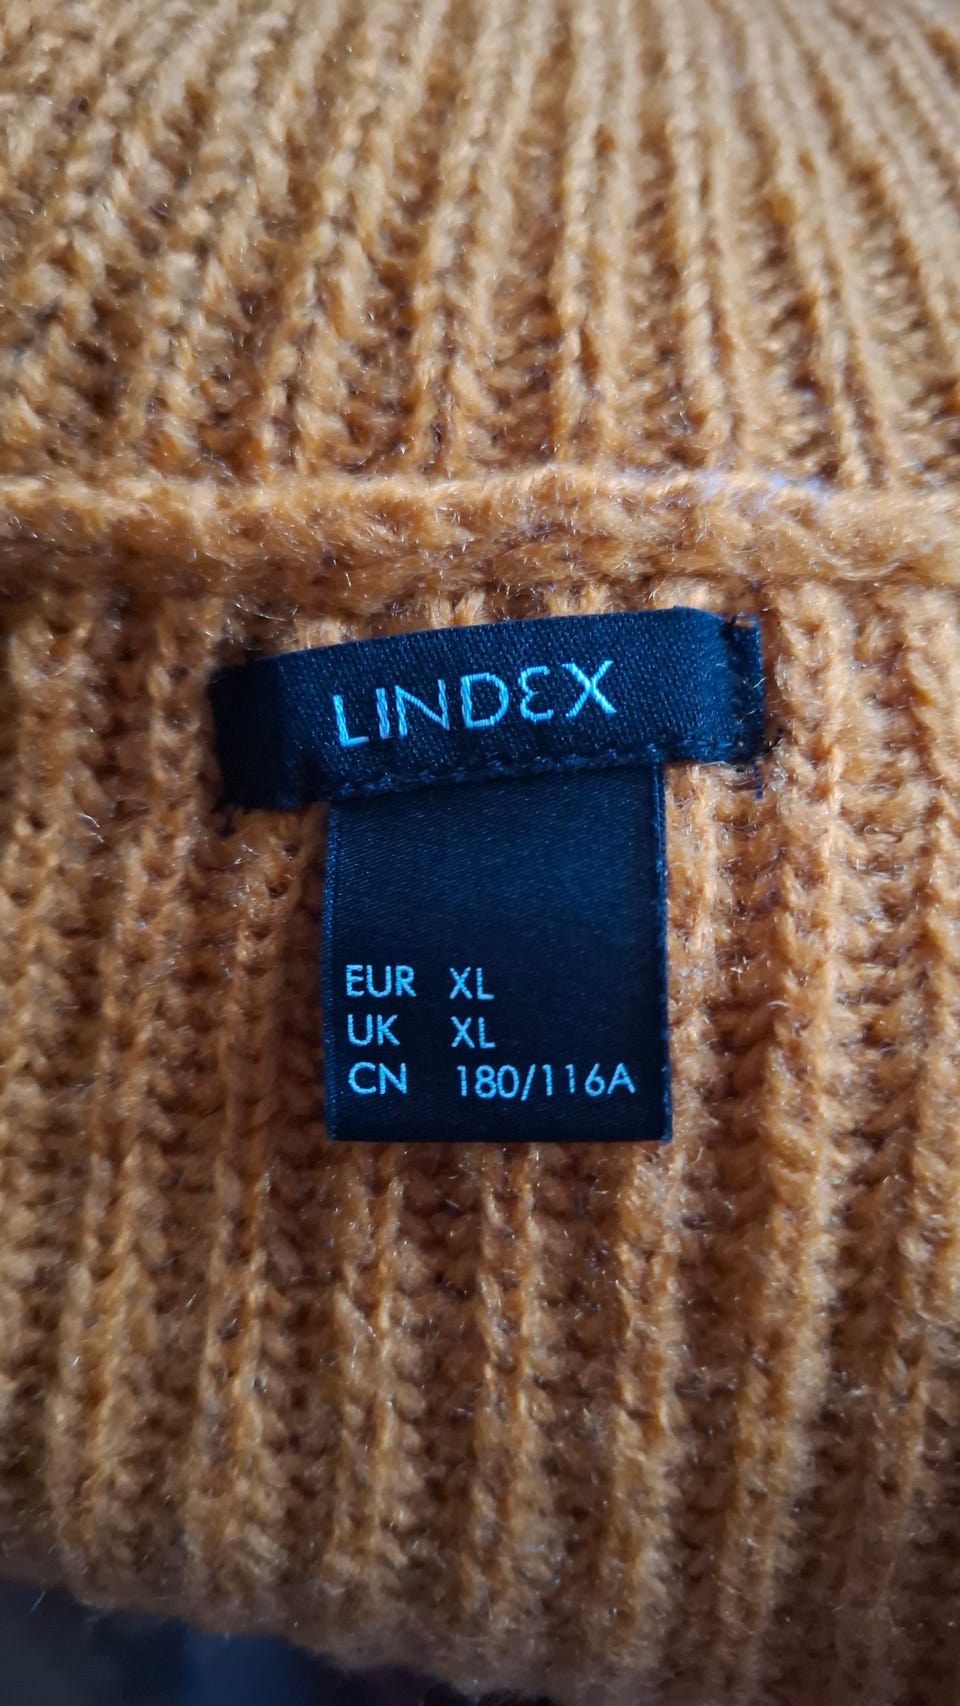 LINDEX
EUR XL
UK XL
CN 180/116A